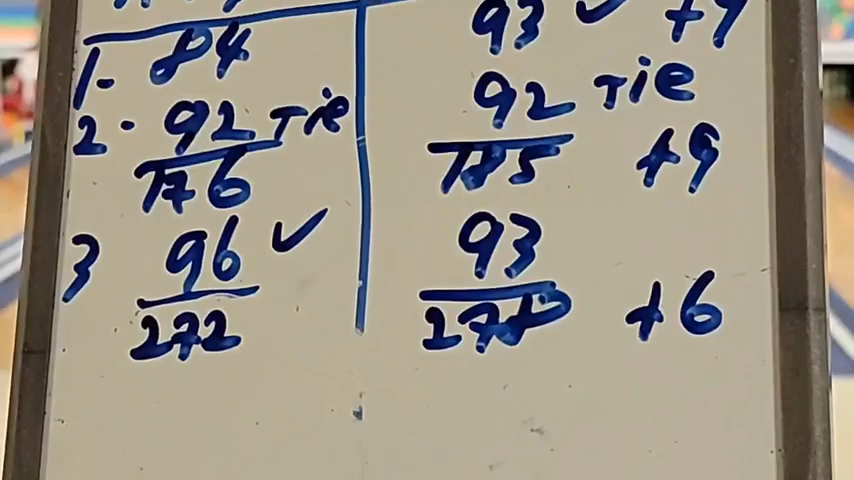 1- 84 93 ✓ +9
2- 92 Tie 92 Tie
176 185 +9
3 96 ✓ 93
272 278 +6